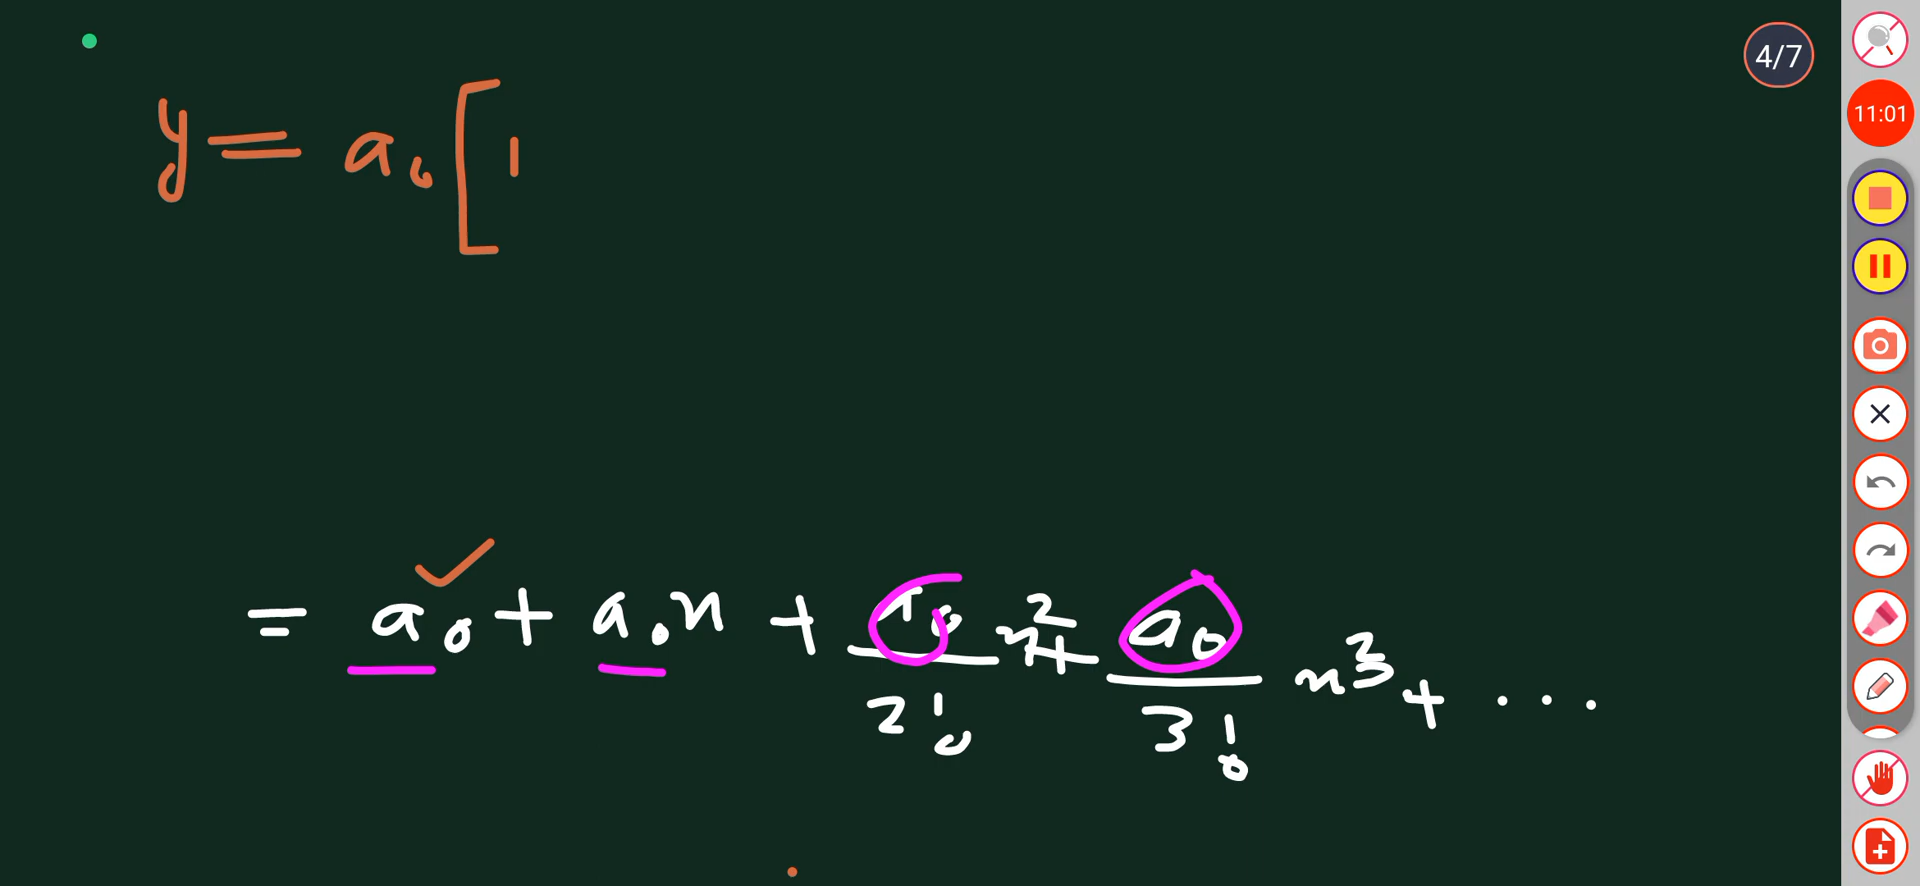 4/7
11:01
y = a₀ [ 1
= a₀ + a₀x + a₀/2! x² + a₀/3! x³ + ...